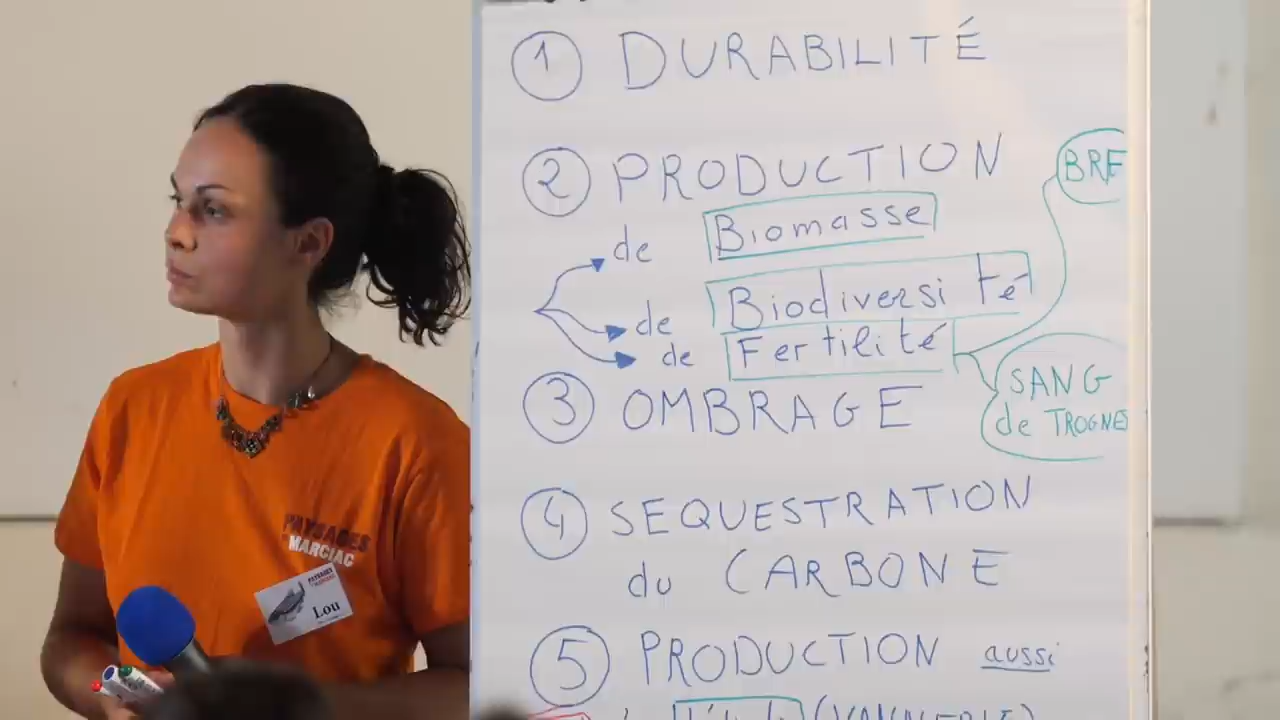 1 DURABILITÉ
2 PRODUCTION
BRF
de Biomasse
de Biodiversité
de Fertilité
SANG
de TROGNES
3 OMBRAGE
4 SEQUESTRATION
du CARBONE
5 PRODUCTION aussi
PAYSAGES
MARCIAC
Lou